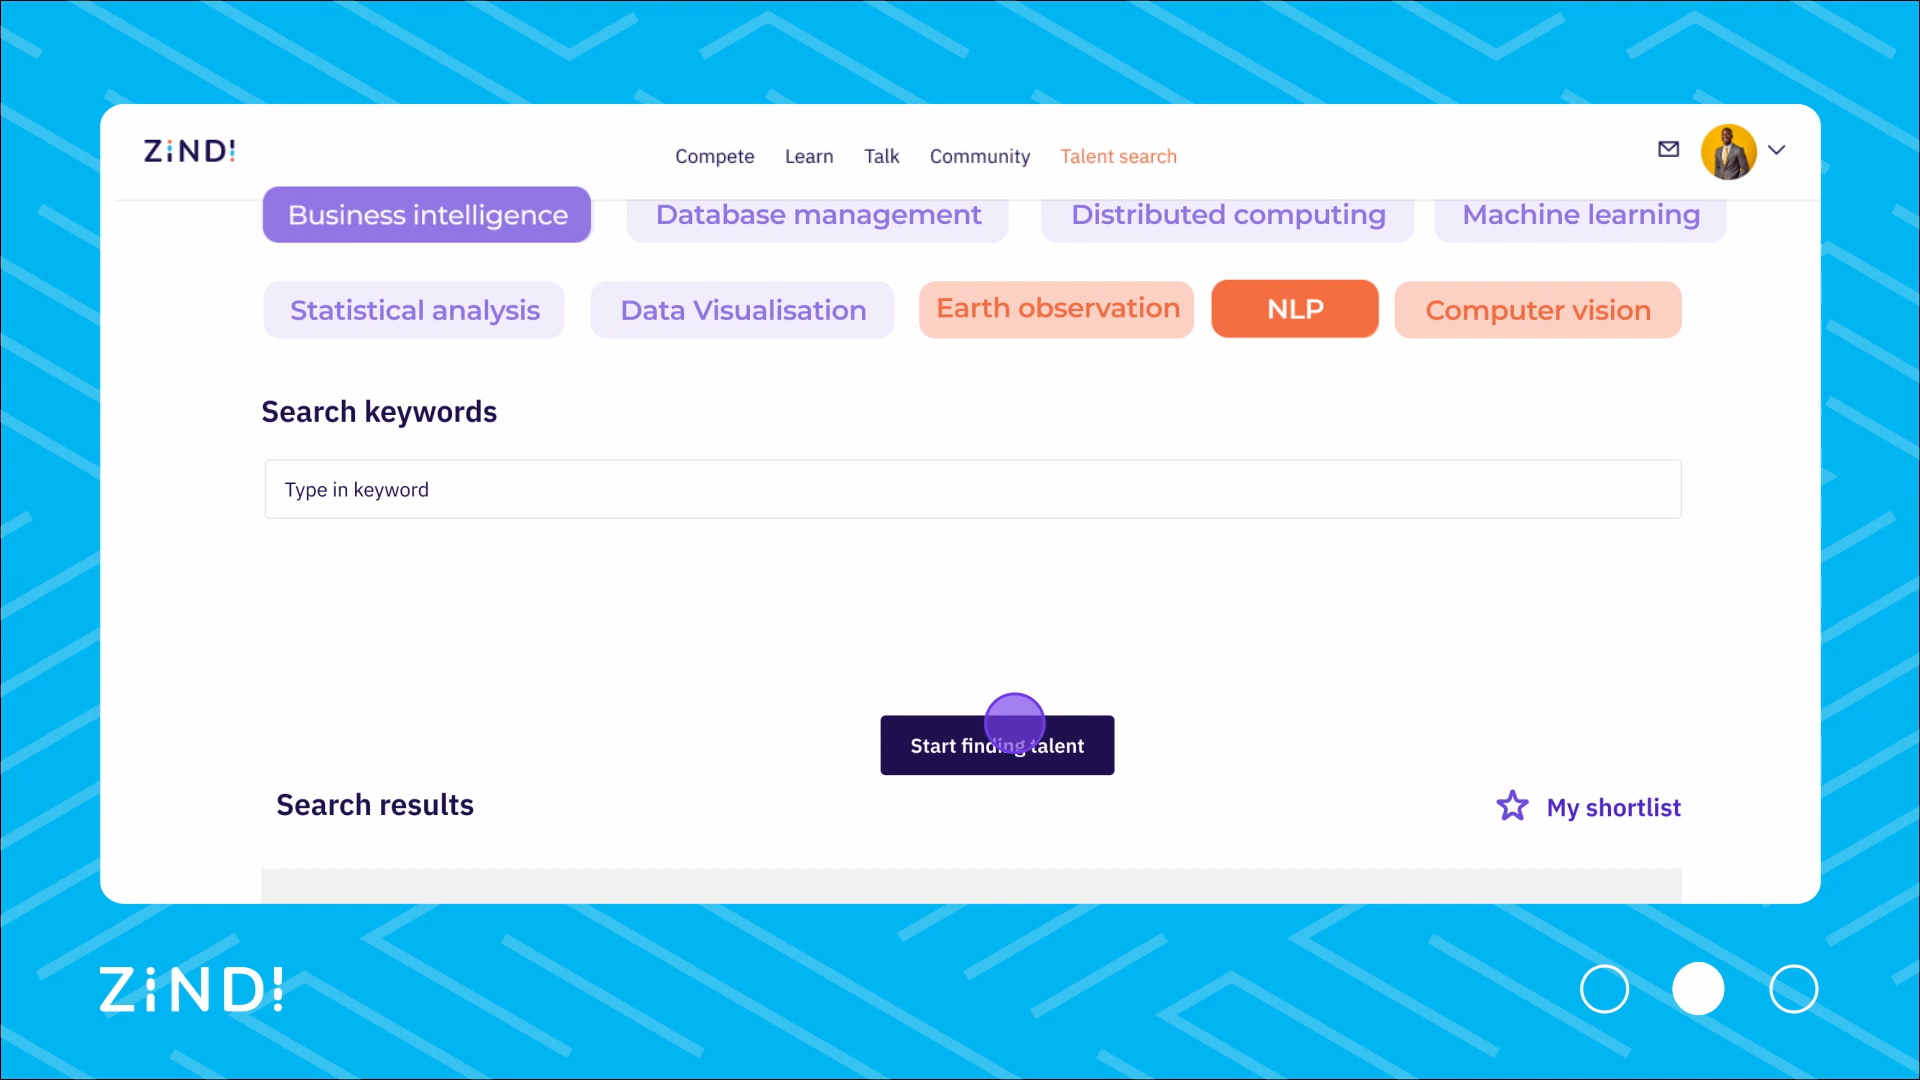 ZiNDI
Compete Learn Talk Community Talent search
Business intelligence Database management Distributed computing Machine learning
Statistical analysis Data Visualisation Earth observation NLP Computer vision
Search keywords
Type in keyword
Start finding talent
Search results
My shortlist
ZiNDI